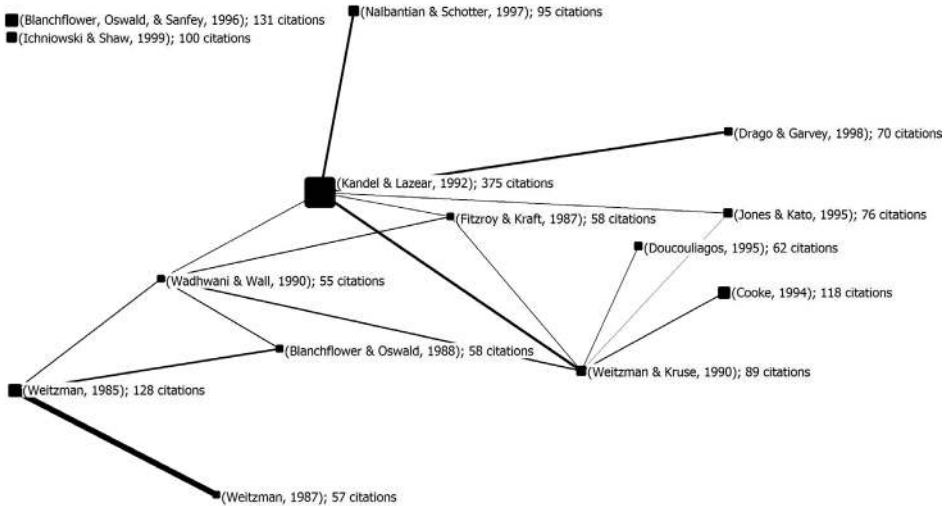 (Nalbantian & Schotter, 1997); 95 citations
(Blanchflower, Oswald, & Sanfey, 1996); 131 citations
(Ichniowski & Shaw, 1999); 100 citations
(Drago & Garvey, 1998); 70 citations
(Kandel & Lazear, 1992); 375 citations
(Fitzroy & Kraft, 1987); 58 citations
(Jones & Kato, 1995); 76 citations
(Doucouliagos, 1995); 62 citations
(Wadhwani & Wall, 1990); 55 citations
(Cooke, 1994); 118 citations
(Blanchflower & Oswald, 1988); 58 citations
(Weitzman & Kruse, 1990); 89 citations
(Weitzman, 1985); 128 citations
(Weitzman, 1987); 57 citations